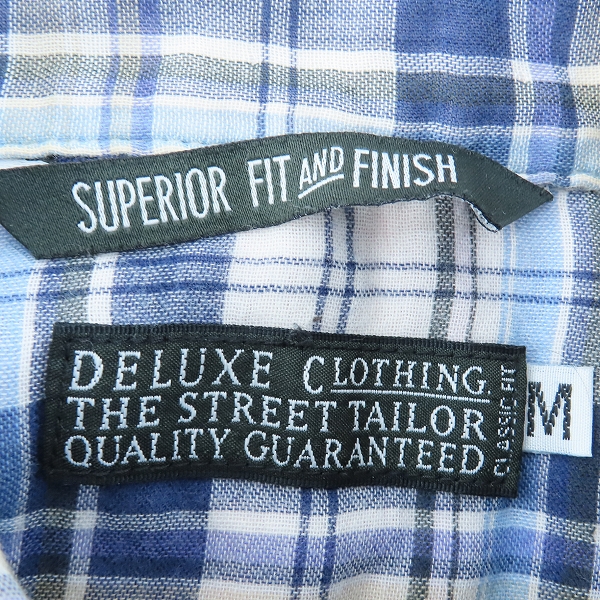 SUPERIOR FIT AND FINISH
DELUXE CLOTHING.
THE STREET TAILOR
QUALITY GUARANTEED
CLASSIC FIT
M